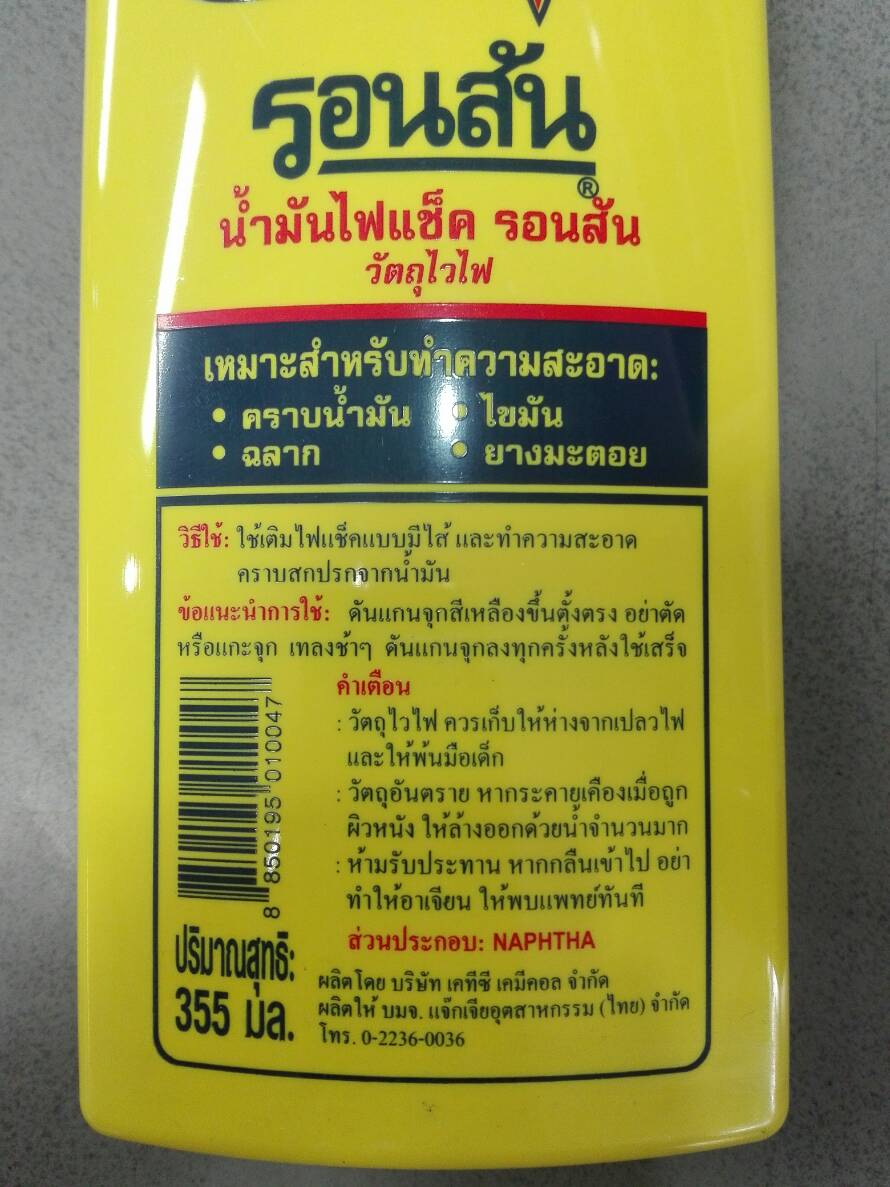 รอนสัน
®
น้ำมันไฟแช็ค รอนสัน
วัตถุไวไฟ
เหมาะสำหรับทำความสะอาด:
• คราบน้ำมัน • ไขมัน
• ฉลาก • ยางมะตอย
วิธีใช้: ใช้เติมไฟแช็คแบบมีไส้ และทำความสะอาด
คราบสกปรกจากน้ำมัน
ข้อแนะนำการใช้: ดันแกนจุกสีเหลืองขึ้นตั้งตรง อย่าตัด
หรือแกะจุก เทลงช้าๆ ดันแกนจุกลงทุกครั้งหลังใช้เสร็จ
คำเตือน
: วัตถุไวไฟ ควรเก็บให้ห่างจากเปลวไฟ
และให้พ้นมือเด็ก
: วัตถุอันตราย หากระคายเคืองเมื่อถูก
ผิวหนัง ให้ล้างออกด้วยน้ำจำนวนมาก
: ห้ามรับประทาน หากกลืนเข้าไป อย่า
ทำให้อาเจียน ให้พบแพทย์ทันที
ส่วนประกอบ: NAPHTHA
8 850195 010047
ปริมาณสุทธิ:
355 มล.
ผลิตโดย บริษัท เคทีซี เคมีคอล จำกัด
ผลิตให้ บมจ. แจ๊กเจียอุตสาหกรรม (ไทย) จำกัด
โทร. 0-2236-0036